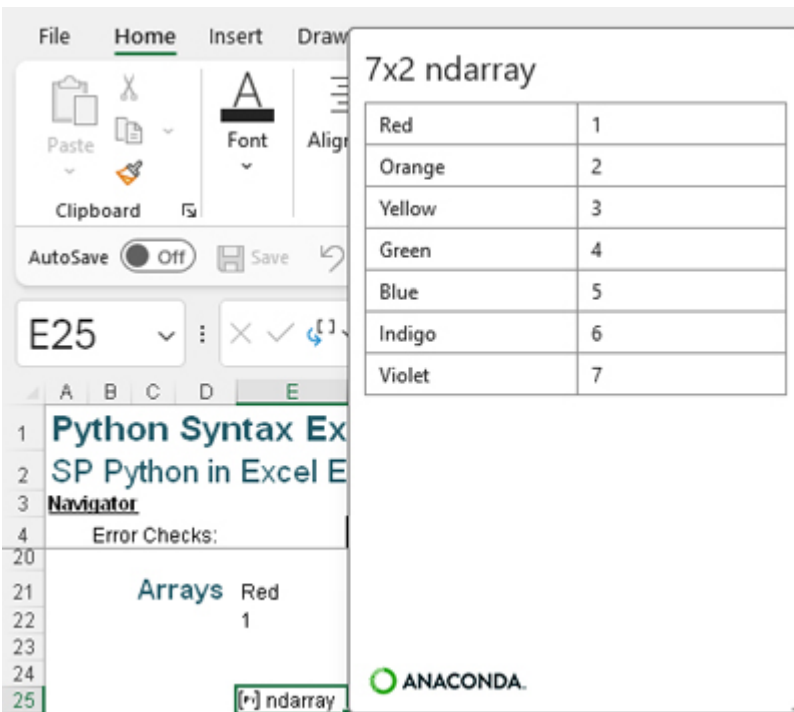 File Home Insert Draw
Paste
Clipboard
Font
Alig
AutoSave Off Save
E25
A B C D E
1 Python Syntax Ex
2 SP Python in Excel E
3 Navigator
4 Error Checks:
20
21 Arrays Red
22 1
23
24
25 ndarray
7x2 ndarray
Red 1
Orange 2
Yellow 3
Green 4
Blue 5
Indigo 6
Violet 7
ANACONDA.